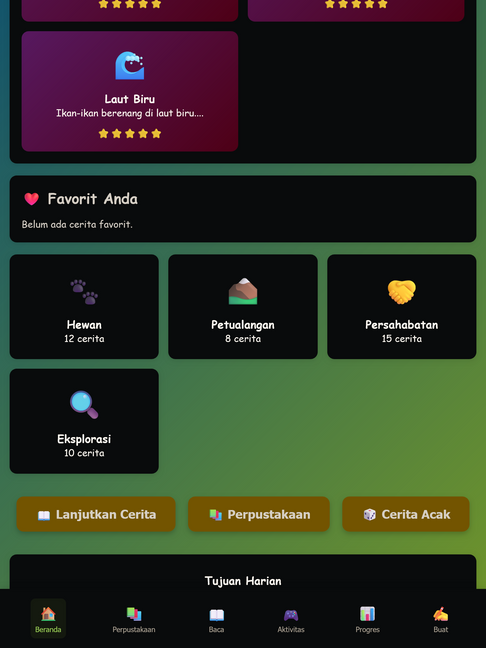 Laut Biru
Ikan-ikan berenang di laut biru....
Favorit Anda
Belum ada cerita favorit.
Hewan
12 cerita
Petualangan
8 cerita
Persahabatan
15 cerita
Eksplorasi
10 cerita
Lanjutkan Cerita
Perpustakaan
Cerita Acak
Tujuan Harian
Beranda
Perpustakaan
Baca
Aktivitas
Progres
Buat